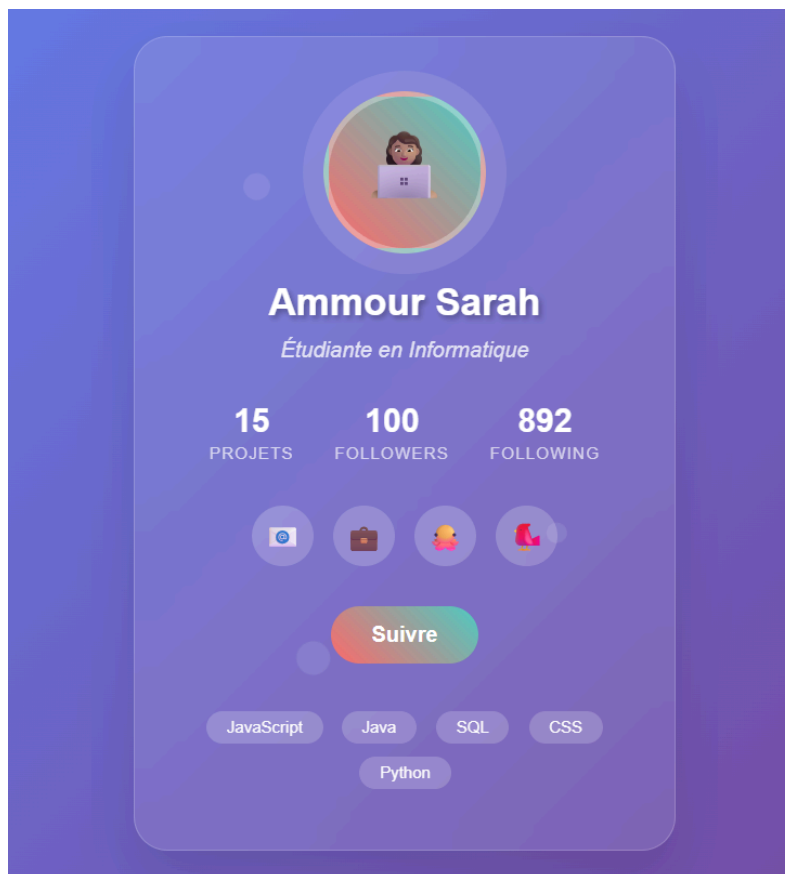 Ammour Sarah
Étudiante en Informatique
15 100 892
PROJETS FOLLOWERS FOLLOWING
@
Suivre
JavaScript Java SQL CSS
Python